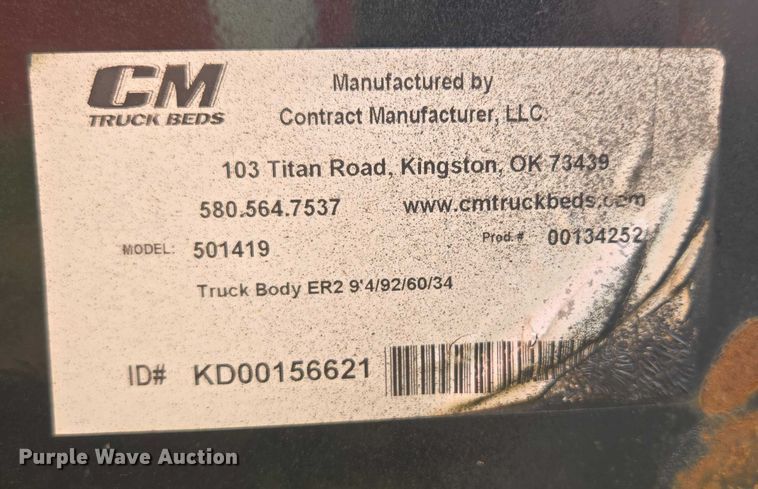 CM
TRUCK BEDS
Manufactured by
Contract Manufacturer, LLC.
103 Titan Road, Kingston, OK 73439
580.564.7537 www.cmtruckbeds.com
MODEL: 501419 Prod.# 00134252
Truck Body ER2 9'4/92/60/34
ID# KD00156621
Purple Wave Auction